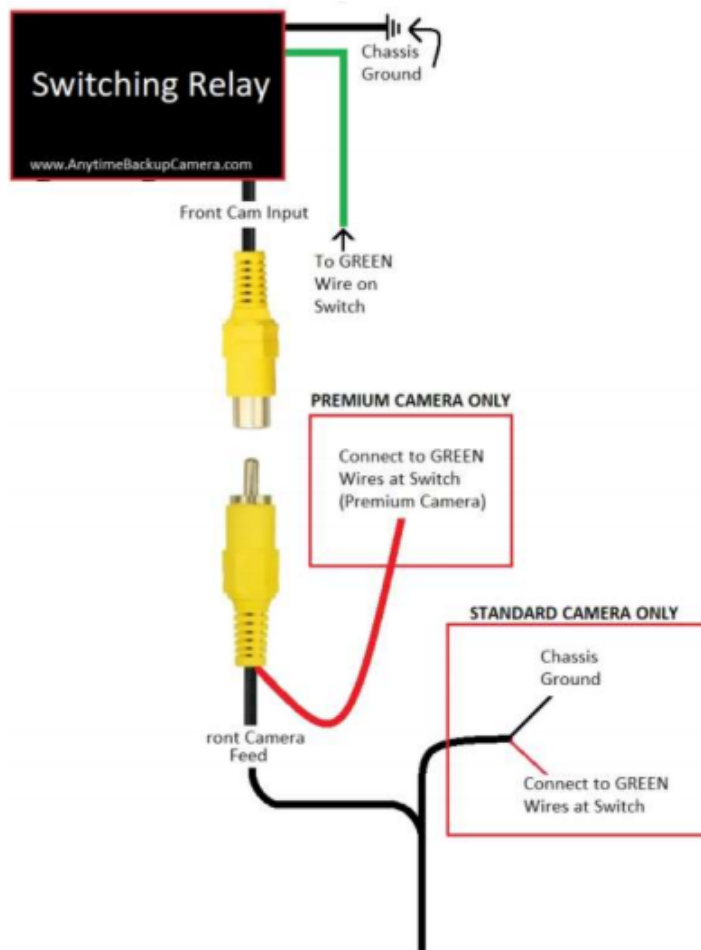 Switching Relay
www.AnytimeBackupCamera.com
Chassis
Ground
Front Cam Input
To GREEN
Wire on
Switch
PREMIUM CAMERA ONLY
Connect to GREEN
Wires at Switch
(Premium Camera)
STANDARD CAMERA ONLY
Chassis
Ground
ront Camera
Feed
Connect to GREEN
Wires at Switch